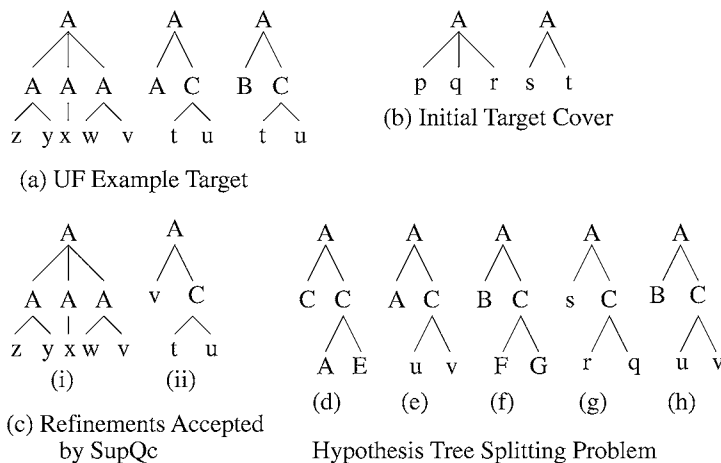 A A A A A
A A A A C B C p q r s t
z y x w v t u t u
(b) Initial Target Cover
(a) UF Example Target
A A A A A A A
A A A v C C C A C B C s C B C
z y x w v t u A E u v F G r q u v
(i) (ii) (d) (e) (f) (g) (h)
(c) Refinements Accepted
by SupQc
Hypothesis Tree Splitting Problem